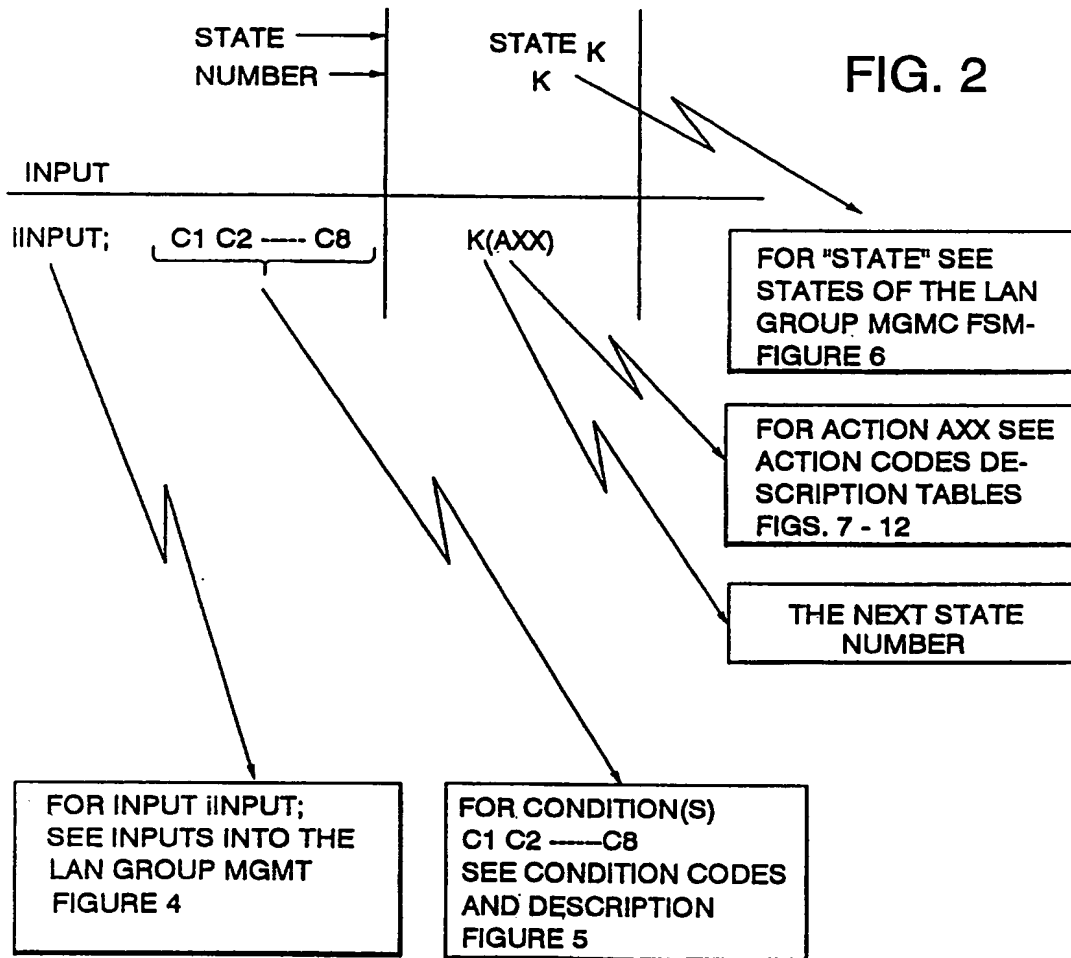 STATE
NUMBER
STATE K
K
FIG. 2
INPUT
iINPUT;
C1 C2 ----- C8
K(AXX)
FOR "STATE" SEE
STATES OF THE LAN
GROUP MGMC FSM-
FIGURE 6
FOR ACTION AXX SEE
ACTION CODES DE-
SCRIPTION TABLES
FIGS. 7 - 12
THE NEXT STATE
NUMBER
FOR INPUT iINPUT;
SEE INPUTS INTO THE
LAN GROUP MGMT
FIGURE 4
FOR CONDITION(S)
C1 C2 ------C8
SEE CONDITION CODES
AND DESCRIPTION
FIGURE 5